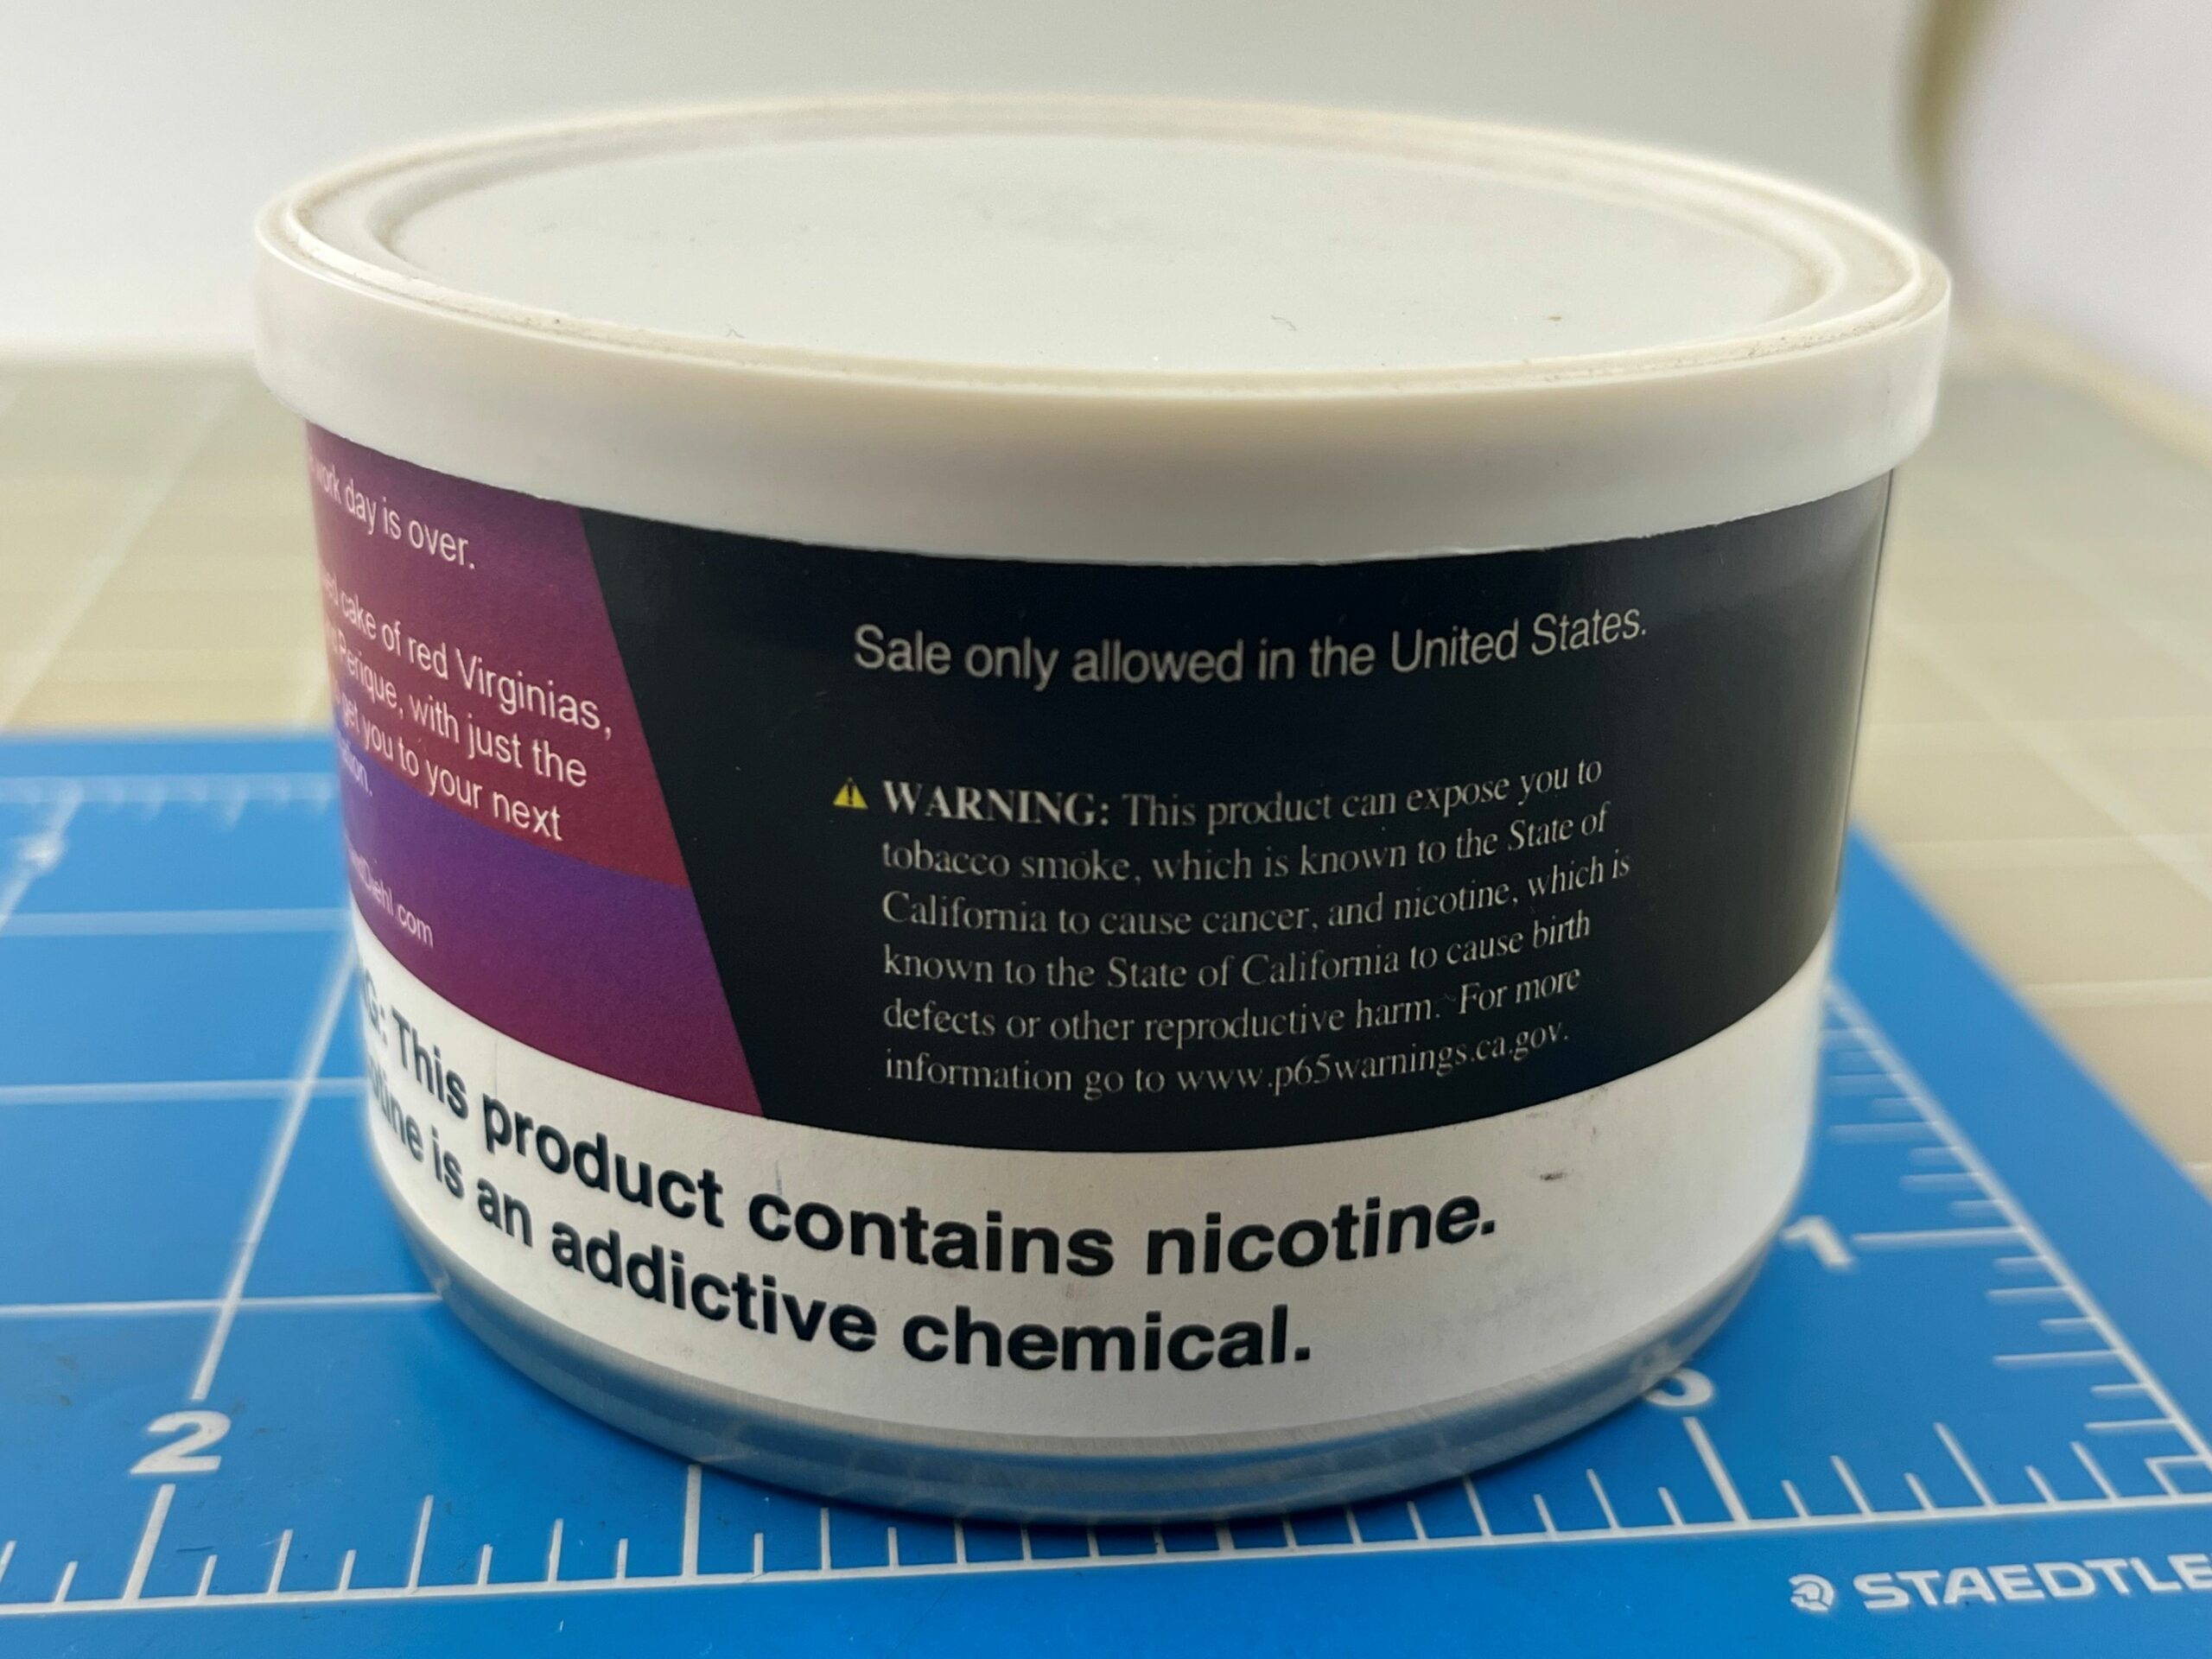 work day is over.
cake of red Virginias,
Perique, with just the
get you to your next
Sale only allowed in the United States.
WARNING: This product can expose you to
tobacco smoke, which is known to the State of
California to cause cancer, and nicotine, which is
known to the State of California to cause birth
defects or other reproductive harm. For more
information go to www.p65warnings.ca.gov.
This product contains nicotine.
is an addictive chemical.
1
2
STAEDTLE